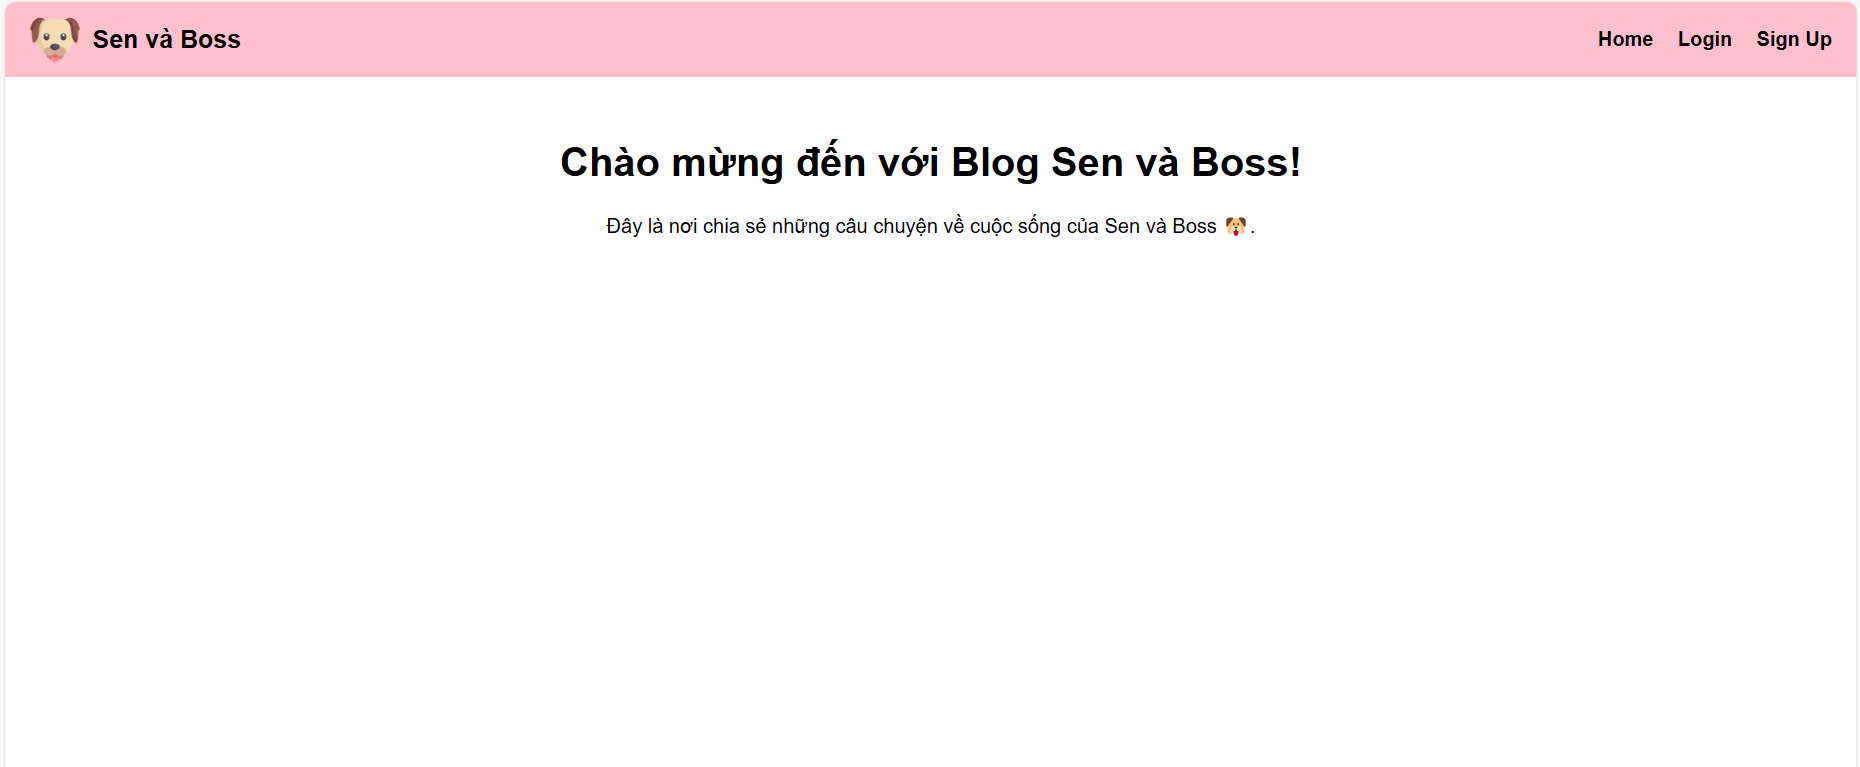 Sen và Boss
Home Login Sign Up
Chào mừng đến với Blog Sen và Boss!
Đây là nơi chia sẻ những câu chuyện về cuộc sống của Sen và Boss 🐶.